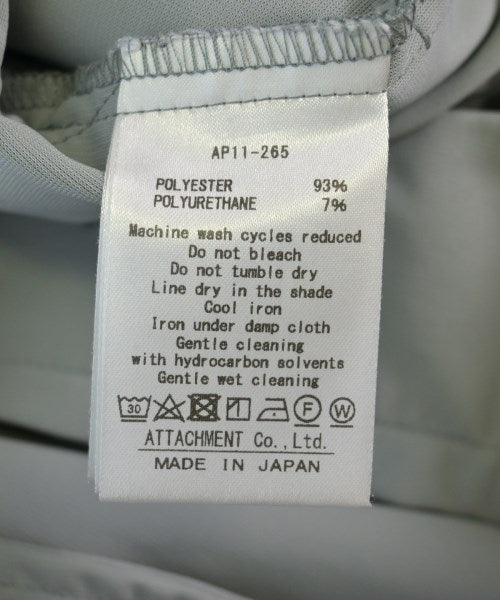 AP11-265
POLYESTER 93%
POLYURETHANE 7%
Machine wash cycles reduced
Do not bleach
Do not tumble dry
Line dry in the shade
Cool iron
Iron under damp cloth
Gentle cleaning
with hydrocarbon solvents
Gentle wet cleaning
30 F W
ATTACHMENT Co., Ltd.
MADE IN JAPAN